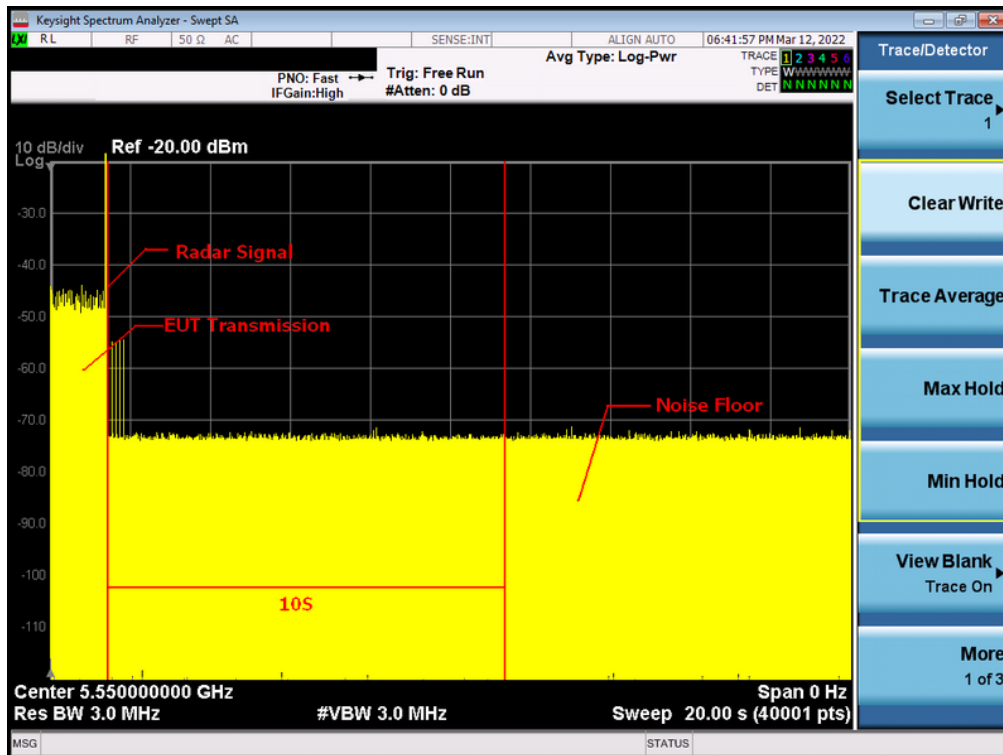 Keysight Spectrum Analyzer - Swept SA
LXI RL RF 50 Ω AC SENSE:INT ALIGN AUTO 06:41:57 PM Mar 12, 2022
PNO: Fast Trig: Free Run Avg Type: Log-Pwr TRACE 1 2 3 4 5 6
IFGain:High #Atten: 0 dB TYPE WWWWWW
DET N N N N N N
10 dB/div Ref -20.00 dBm
Log
-30.0
Radar Signal
-40.0
-50.0
EUT Transmission
-60.0
Noise Floor
-70.0
-80.0
-90.0
-100
10S
-110
Center 5.550000000 GHz Span 0 Hz
Res BW 3.0 MHz #VBW 3.0 MHz Sweep 20.00 s (40001 pts)
MSG STATUS
Trace/Detector
Select Trace
1
Clear Write
Trace Average
Max Hold
Min Hold
View Blank
Trace On
More
1 of 3